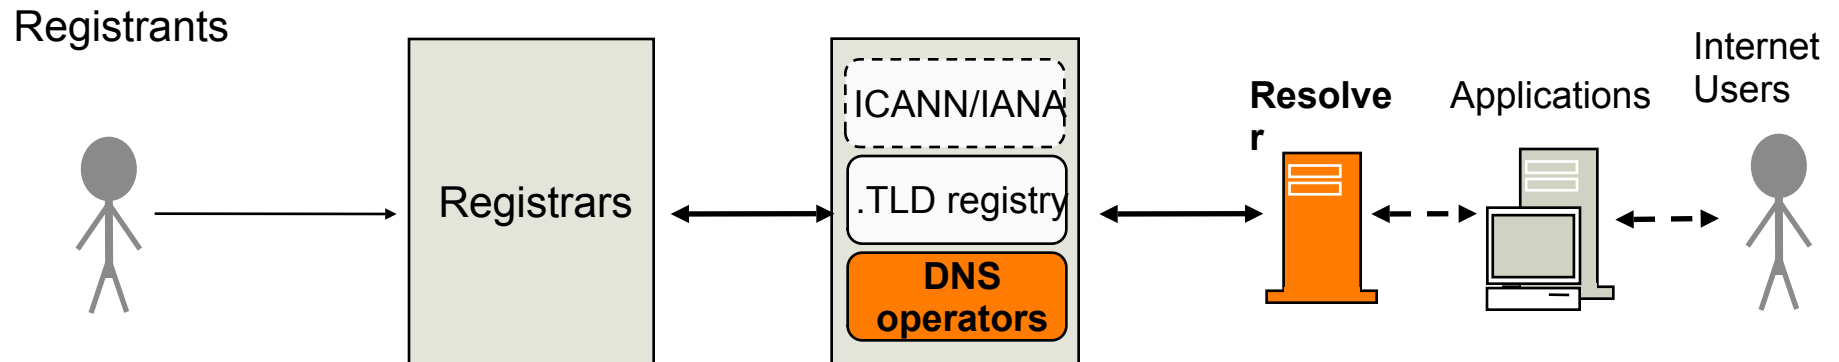 Registrants
Registrars
ICANN/IANA
.TLD registry
DNS
operators
Resolve
r
Applications
Internet
Users